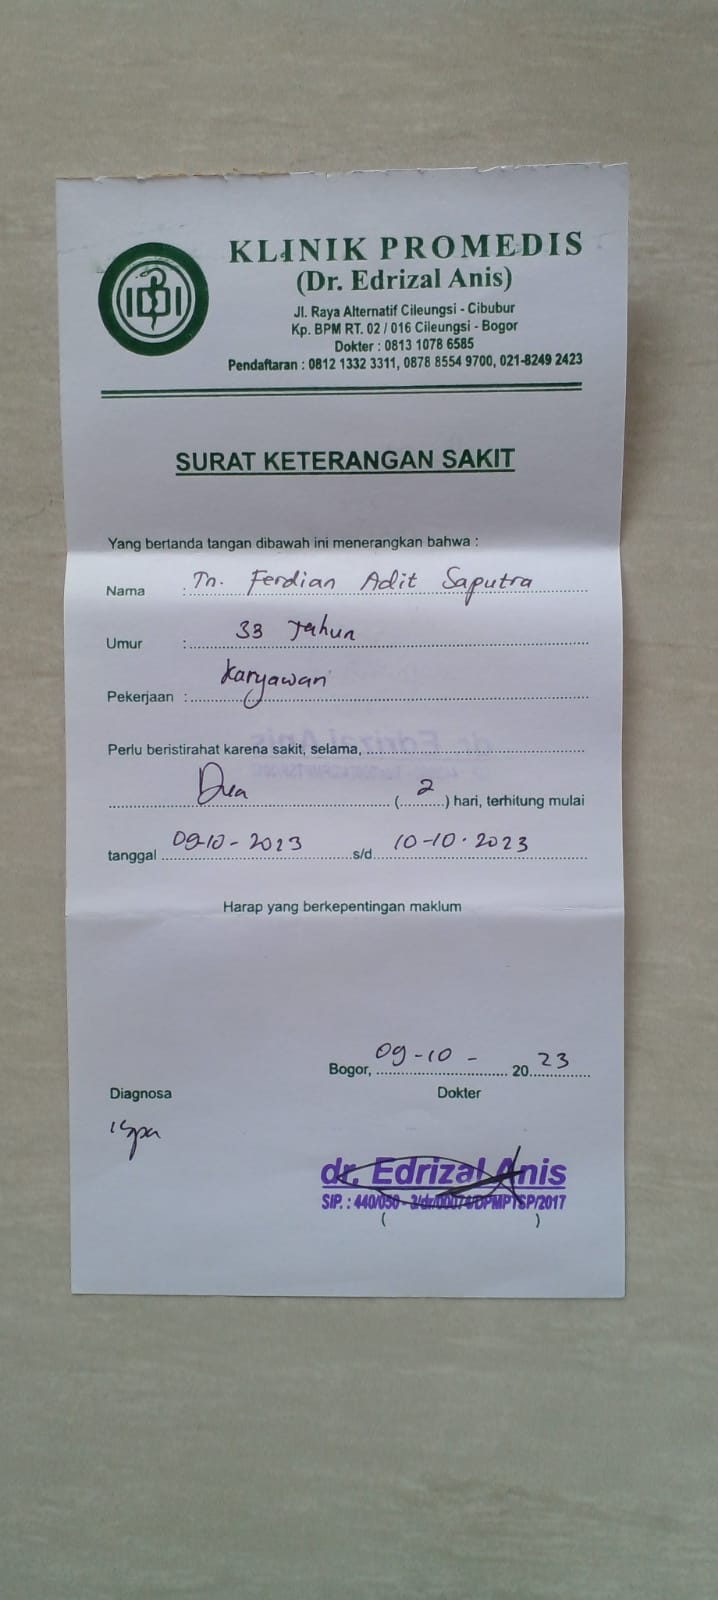 IDI
KLINIK PROMEDIS
(Dr. Edrizal Anis)
Jl. Raya Alternatif Cileungsi - Cibubur
Kp. BPM RT. 02 / 016 Cileungsi - Bogor
Dokter : 0813 1078 6585
Pendaftaran : 0812 1332 3311, 0878 8554 9700, 021-8249 2423
SURAT KETERANGAN SAKIT
Yang bertanda tangan dibawah ini menerangkan bahwa :
Nama : Tn. Ferdian Adit Saputra
Umur : 33 Tahun
Pekerjaan : Karyawan
Perlu beristirahat karena sakit, selama,
Dua (2) hari, terhitung mulai
tanggal 09-10-2023 s/d 10-10-2023
Harap yang berkepentingan maklum
Bogor, 09-10- 2023
Diagnosa Dokter
Ispa
dr. Edrizal Anis
SIP. : 440/050 - 3/dr/00074/DPMPTSP/2017
( )